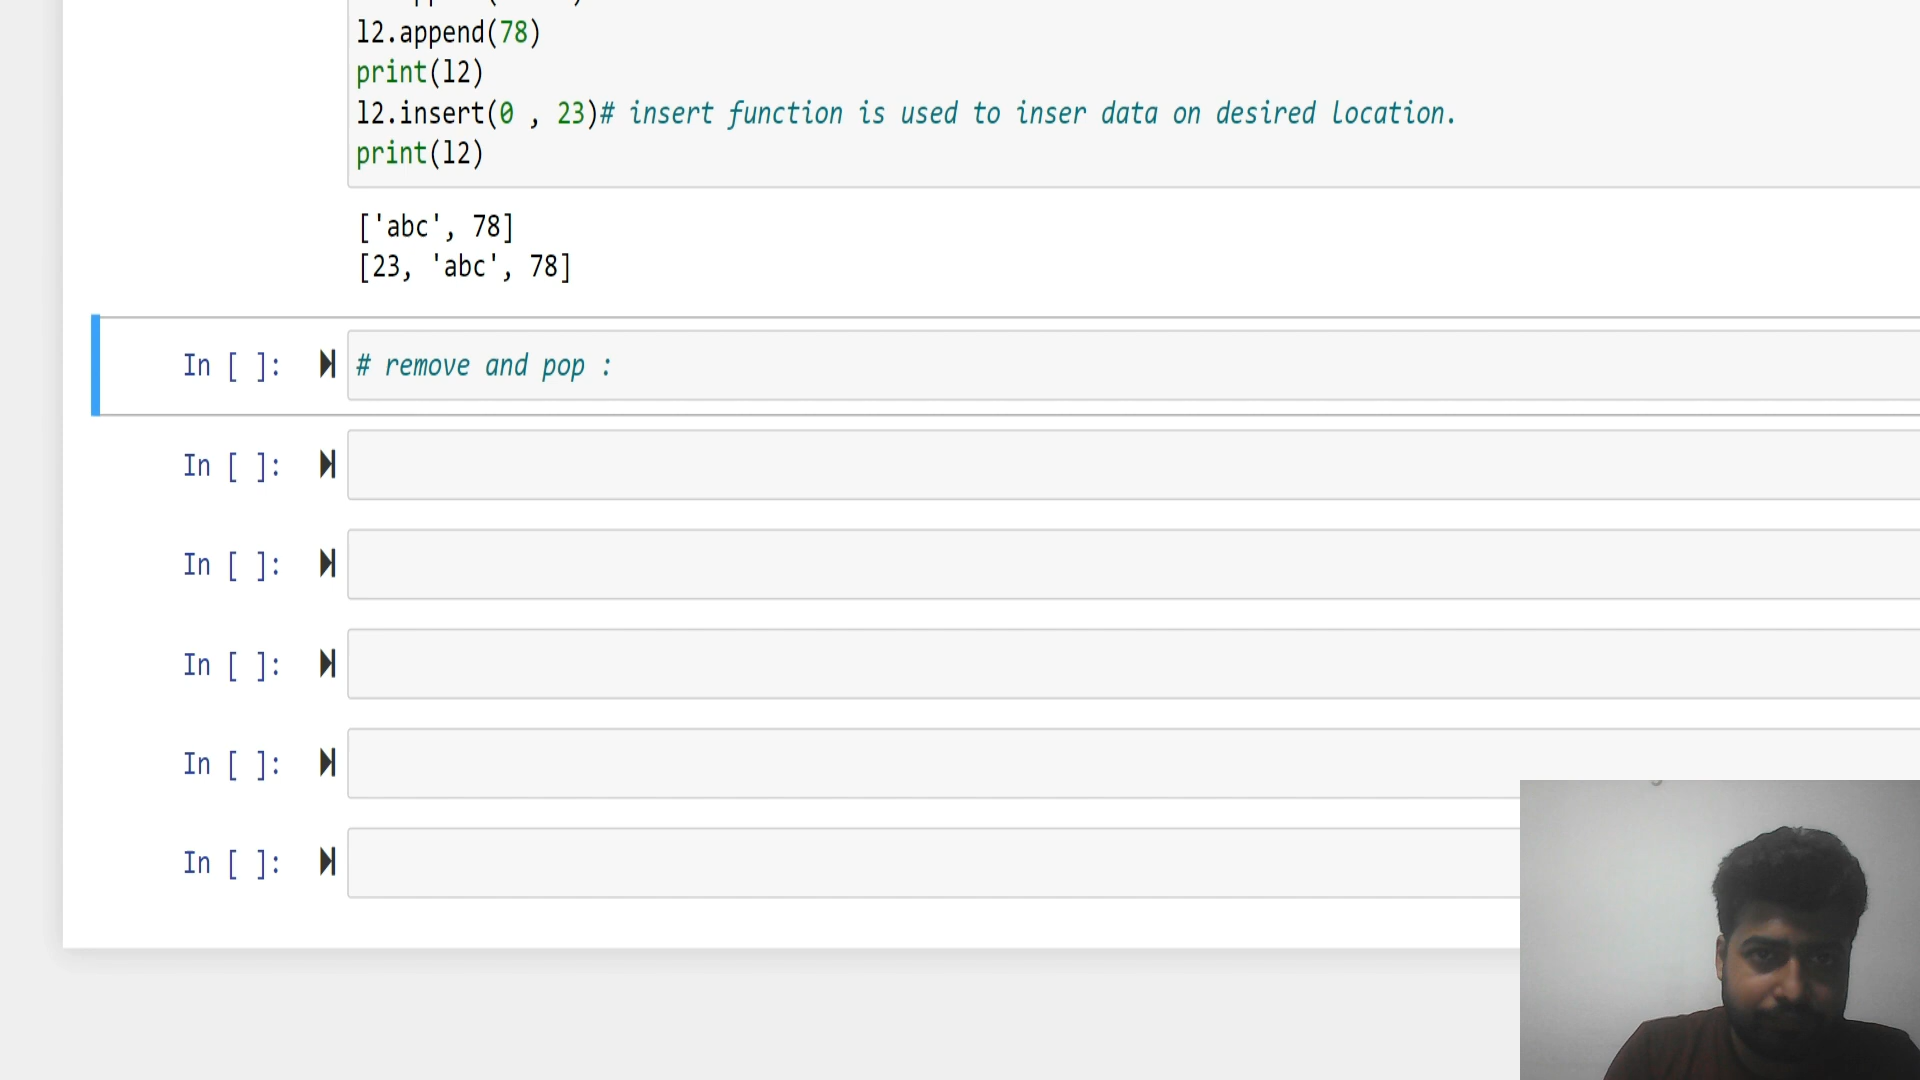 l2.append(78)
print(l2)
l2.insert(0 , 23)# insert function is used to inser data on desired location.
print(l2)
['abc', 78]
[23, 'abc', 78]
In [ ]: # remove and pop :
In [ ]:
In [ ]:
In [ ]:
In [ ]:
In [ ]: